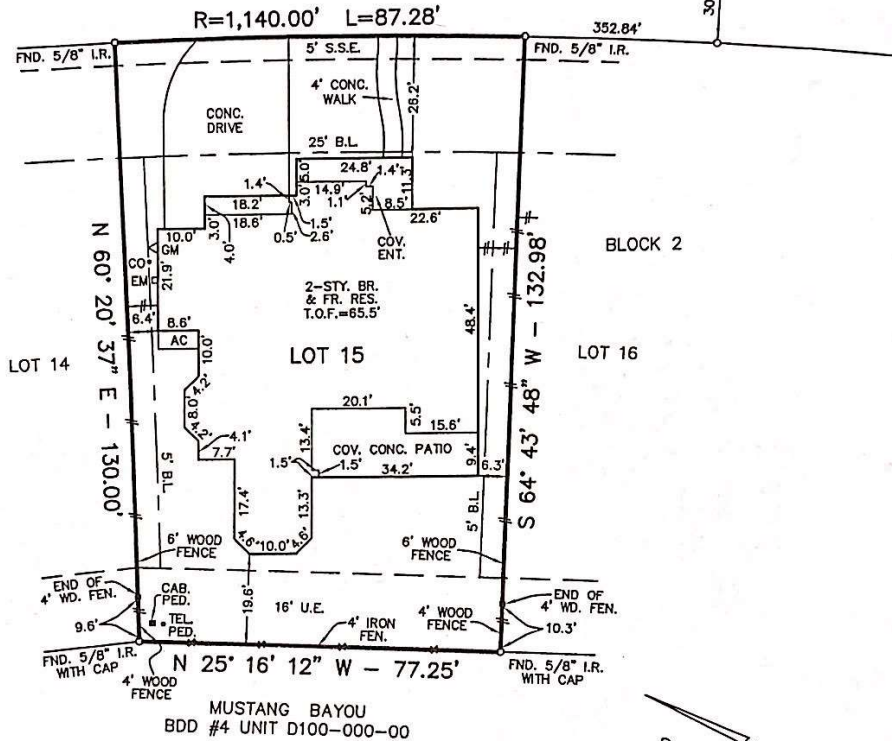 R=1,140.00' L=87.28'
352.84'
30
FND. 5/8" I.R.
5' S.S.E.
FND. 5/8" I.R.
4' CONC.
WALK
26.2'
CONC.
DRIVE
25' B.L.
5.0'
24.8'
1.4'
11.3'
1.4'
3.0'
14.9'
1.1'
5.2'
8.5'
22.6'
18.2'
1.5'
18.6'
3.0'
4.0'
0.5'
2.6'
10.0'
COV.
ENT.
GM
CO
EM
21.9'
N 60° 20' 37" E - 130.00'
S 64° 43' 48" W - 132.98'
BLOCK 2
2-STY. BR.
& FR. RES.
T.O.F.=65.5'
48.4'
6.4'
8.6'
AC
10.0'
LOT 14
LOT 15
LOT 16
4.2'
8.0'
4.2'
4.1'
7.7'
20.1'
5.5'
15.6'
13.4'
COV. CONC. PATIO
9.4'
6.3'
1.5'
1.5'
34.2'
5' B.L.
5' B.L.
17.4'
13.3'
4.6'
10.0'
4.6'
6' WOOD
FENCE
6' WOOD
FENCE
END OF
4' WD. FEN.
CAB.
PED.
TEL.
PED.
9.6'
19.6'
16' U.E.
4' IRON
FEN.
4' WOOD
FENCE
END OF
4' WD. FEN.
10.3'
FND. 5/8" I.R.
WITH CAP
4' WOOD
FENCE
N 25° 16' 12" W - 77.25'
FND. 5/8" I.R.
WITH CAP
MUSTANG BAYOU
BDD #4 UNIT D100-000-00